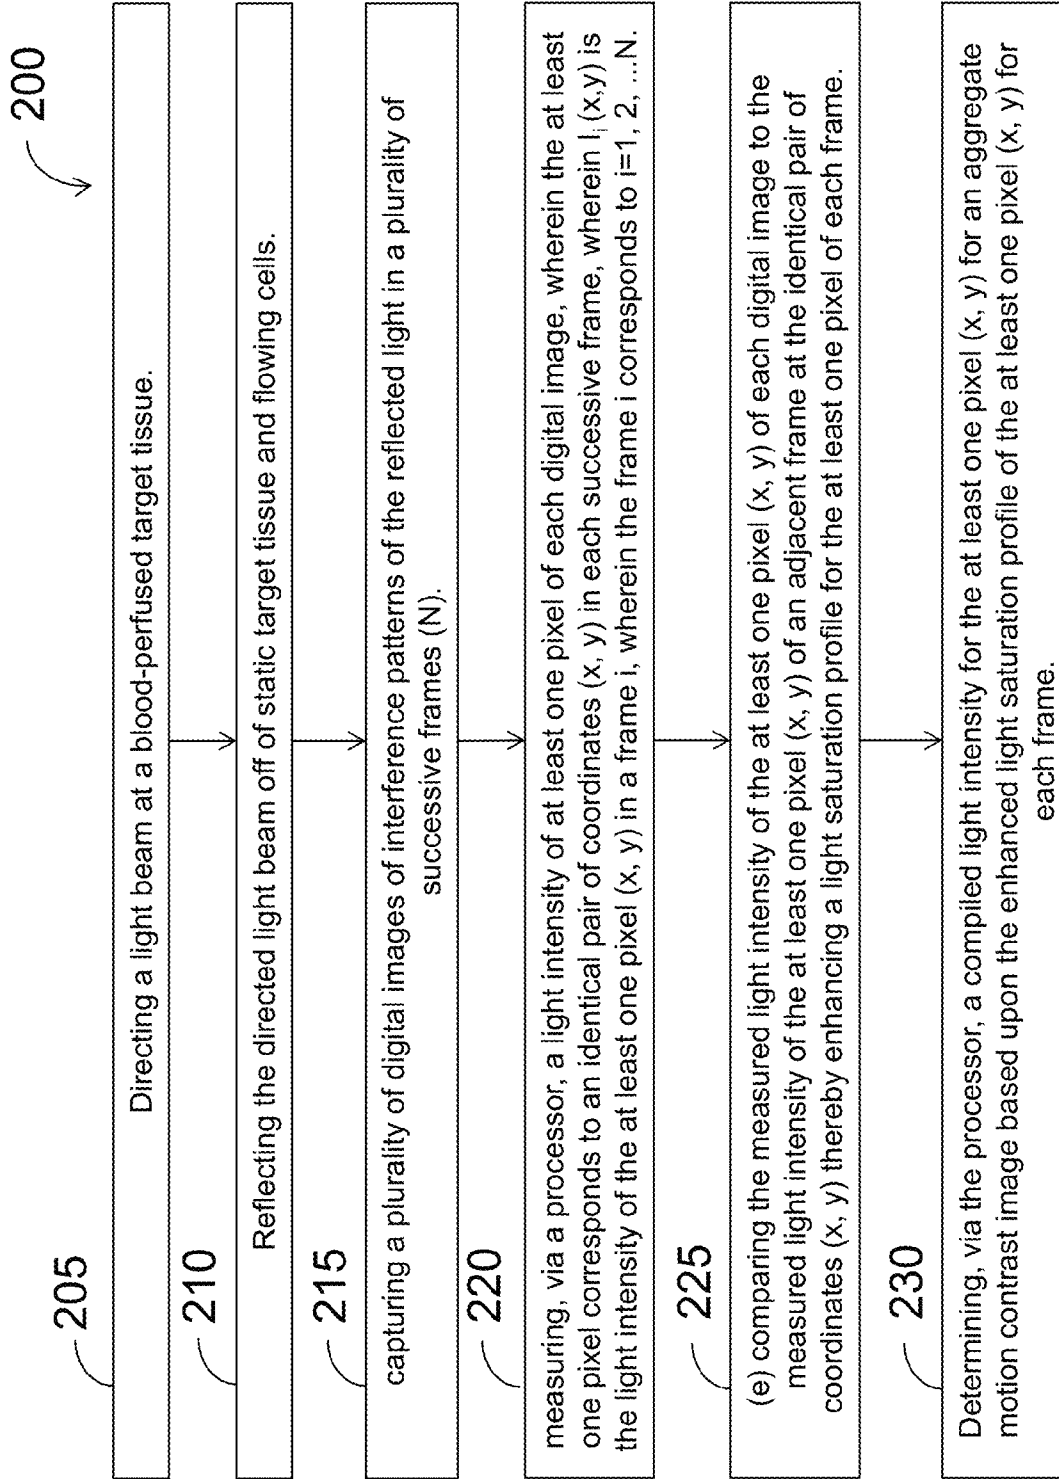 200
205
Directing a light beam at a blood-perfused target tissue.
210
Reflecting the directed light beam off of static target tissue and flowing cells.
215
capturing a plurality of digital images of interference patterns of the reflected light in a plurality of
successive frames (N).
220
measuring, via a processor, a light intensity of at least one pixel of each digital image, wherein the at least
one pixel corresponds to an identical pair of coordinates (x, y) in each successive frame, wherein Iᵢ(x,y) is
the light intensity of the at least one pixel (x, y) in a frame i, wherein the frame i corresponds to i=1, 2, ...N.
225
(e) comparing the measured light intensity of the at least one pixel (x, y) of each digital image to the
measured light intensity of the at least one pixel (x, y) of an adjacent frame at the identical pair of
coordinates (x, y) thereby enhancing a light saturation profile for the at least one pixel of each frame.
230
Determining, via the processor, a compiled light intensity for the at least one pixel (x, y) for an aggregate
motion contrast image based upon the enhanced light saturation profile of the at least one pixel (x, y) for
each frame.